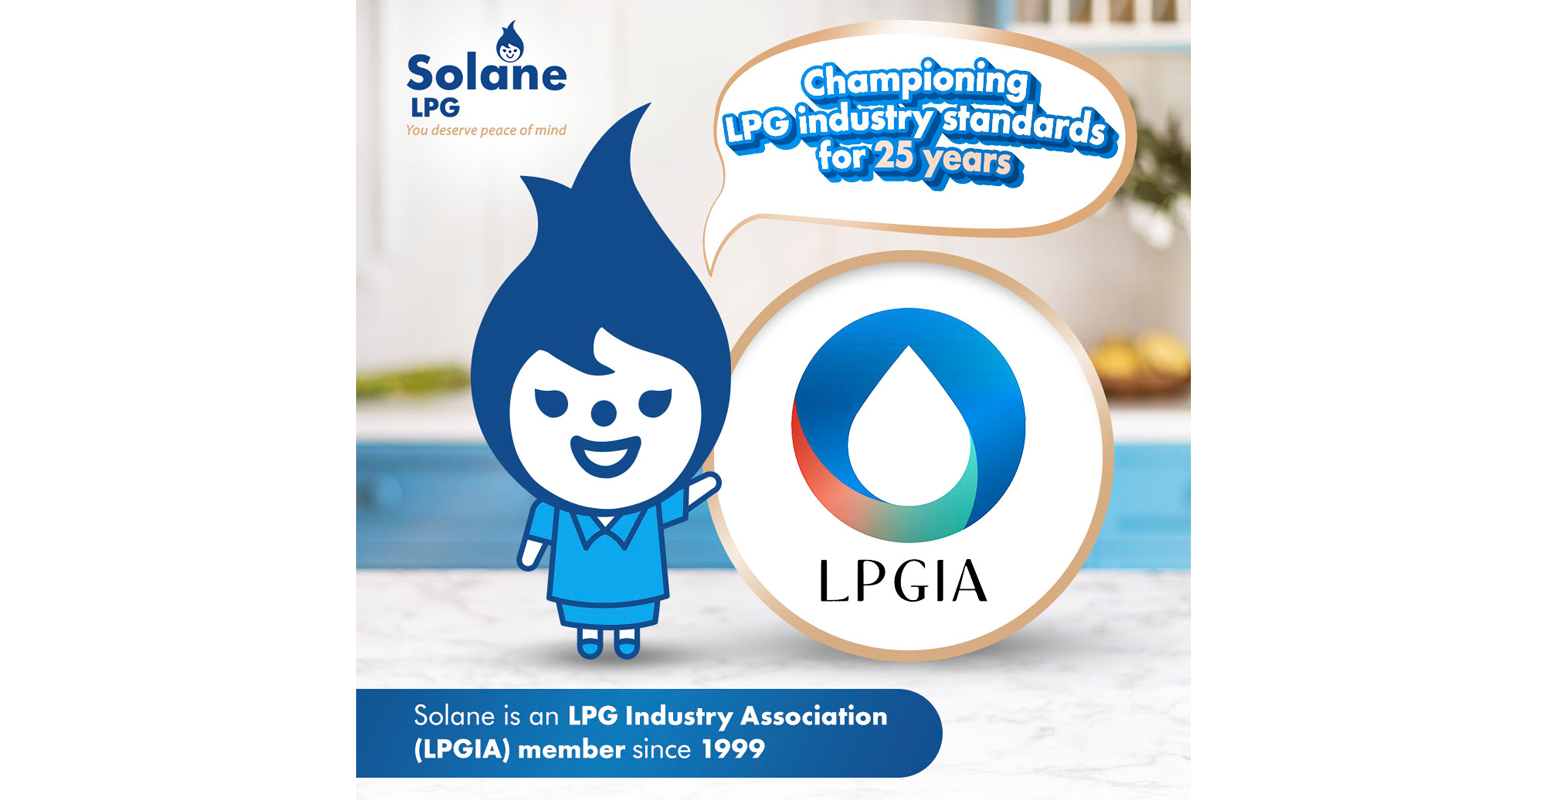 Solane
LPG
You deserve peace of mind
Championing
LPG industry standards
for 25 years
LPGIA
Solane is an LPG Industry Association
(LPGIA) member since 1999